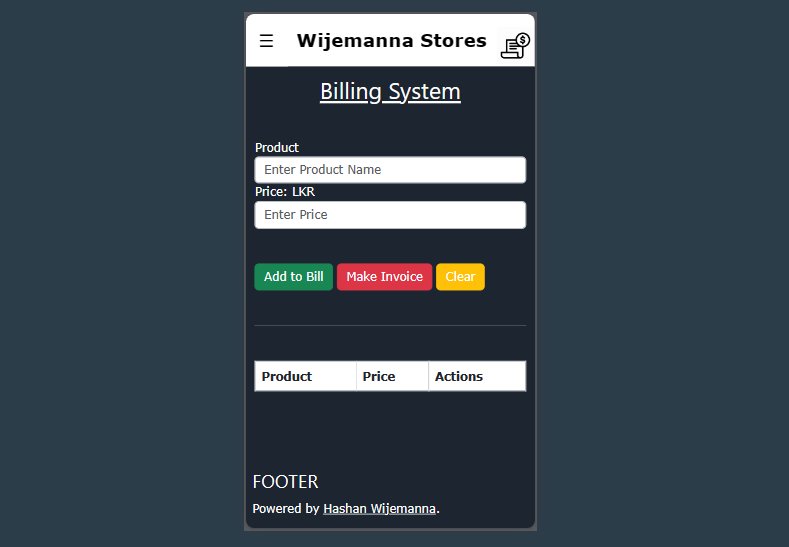 ☰ Wijemanna Stores
Billing System
Product
Enter Product Name
Price: LKR
Enter Price
Add to Bill Make Invoice Clear
Product Price Actions
FOOTER
Powered by Hashan Wijemanna.